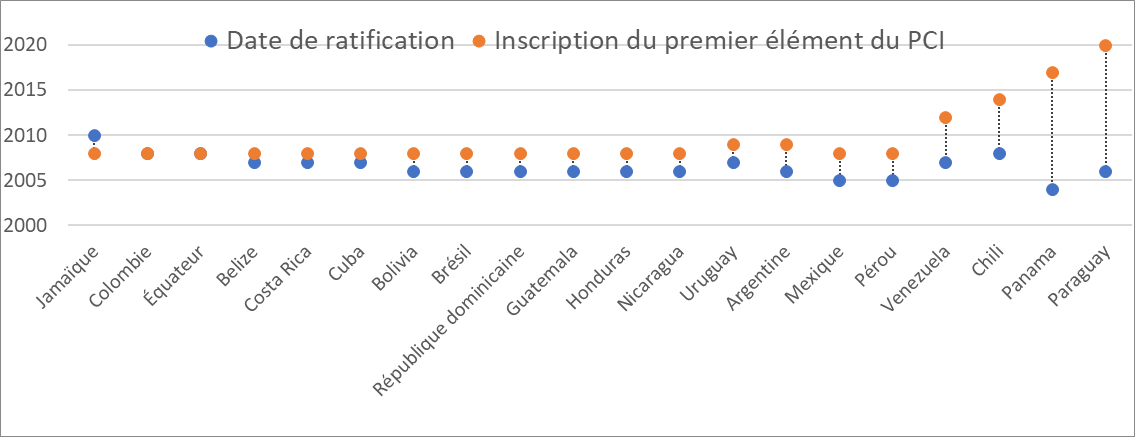 Date de ratification Inscription du premier élément du PCI
2020
2015
2010
2005
2000
Jamaïque
Colombie
Équateur
Belize
Costa Rica
Cuba
Bolivia
Brésil
République dominicaine
Guatemala
Honduras
Nicaragua
Uruguay
Argentine
Mexique
Pérou
Venezuela
Chili
Panama
Paraguay